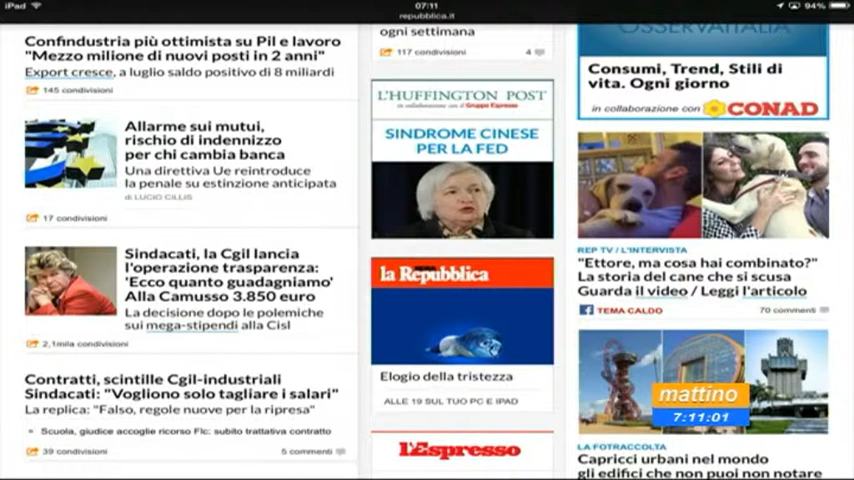 iPad
07:11
94%
repubblica.it
Confindustria più ottimista su Pil e lavoro
"Mezzo milione di nuovi posti in 2 anni"
Export cresce, a luglio saldo positivo di 8 miliardi
145 condivisioni
Allarme sui mutui,
rischio di indennizzo
per chi cambia banca
Una direttiva Ue reintroduce
la penale su estinzione anticipata
di LUCIO CILLIS
17 condivisioni
Sindacati, la Cgil lancia
l'operazione trasparenza:
'Ecco quanto guadagniamo'
Alla Camusso 3.850 euro
La decisione dopo le polemiche
sui mega-stipendi alla Cisl
2,1mila condivisioni
Contratti, scintille Cgil-industriali
Sindacati: "Vogliono solo tagliare i salari"
La replica: "Falso, regole nuove per la ripresa"
Scuola, giudice accoglie ricorso Flc: subito trattativa contratto
39 condivisioni
5 commenti
ogni settimana
117 condivisioni
4
L'HUFFINGTON POST
in collaborazione con il Gruppo Espresso
SINDROME CINESE
PER LA FED
la Repubblica
Elogio della tristezza
ALLE 19 SUL TUO PC E IPAD
l'Espresso
OSSERVAITALIA
Consumi, Trend, Stili di
vita. Ogni giorno
in collaborazione con CONAD
REP TV / L'INTERVISTA
"Ettore, ma cosa hai combinato?"
La storia del cane che si scusa
Guarda il video / Leggi l'articolo
TEMA CALDO
70 commenti
mattino
7:11:01
LA FOTORACCOLTA
Capricci urbani nel mondo
gli edifici che non puoi non notare